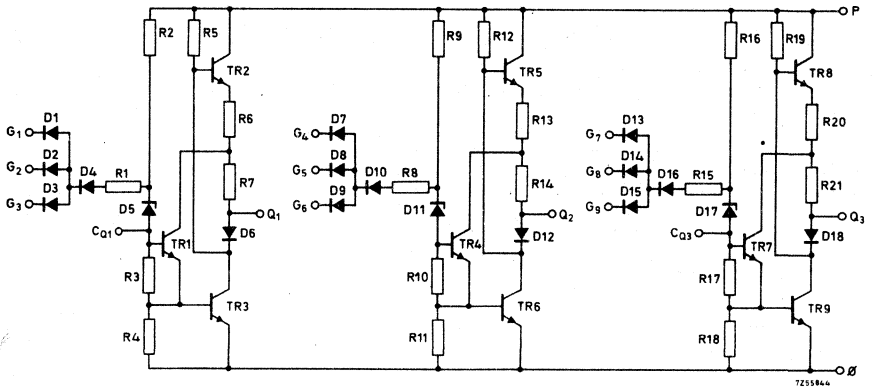 R2 R5 R9 R12 R16 R19 P
TR2 TR5 TR8
D1 D7 D13
G1 R6 G4 R13 G7 R20
D2 D8 D14
G2 D4 R1 R7 G5 D10 R8 R14 G8 D16 R15 R21
D3 D9 D15
G3 D5 Q1 G6 D11 Q2 G9 D17 Q3
CQ1 TR1 D6 TR4 D12 CQ3 TR7 D18
R3 R10 R17
TR3 TR6 TR9
R4 R11 R18
Ø
7Z55844